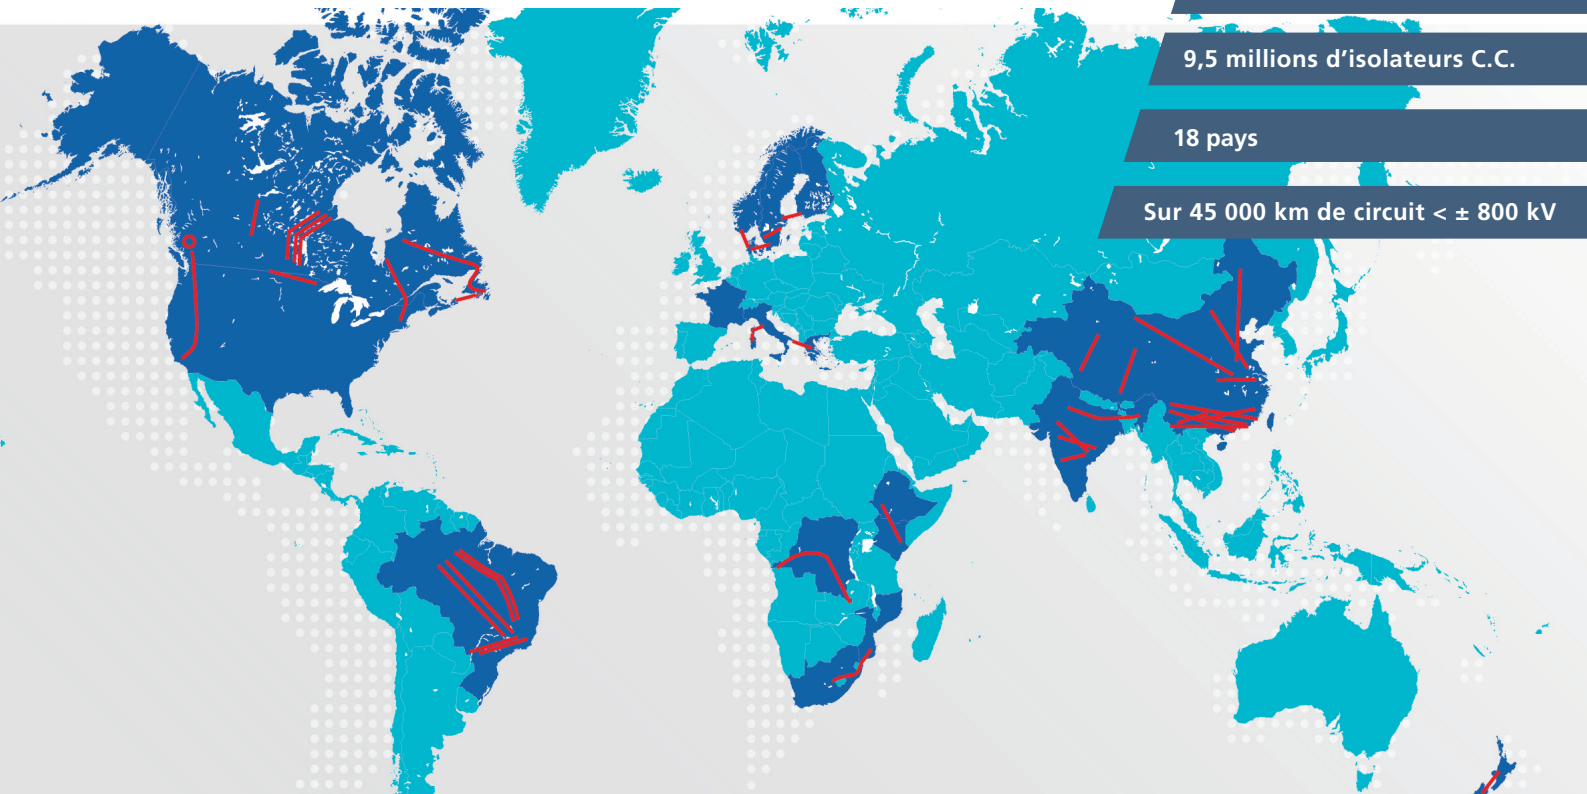 9,5 millions d’isolateurs C.C.
18 pays
Sur 45 000 km de circuit < ± 800 kV